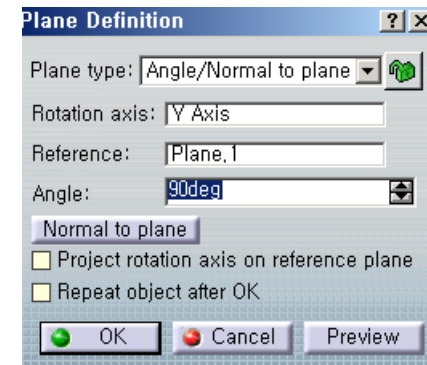 Plane Definition ? ×
Plane type: Angle/Normal to plane
Rotation axis: Y Axis
Reference: Plane,1
Angle: 90deg
Normal to plane
Project rotation axis on reference plane
Repeat object after OK
OK Cancel Preview